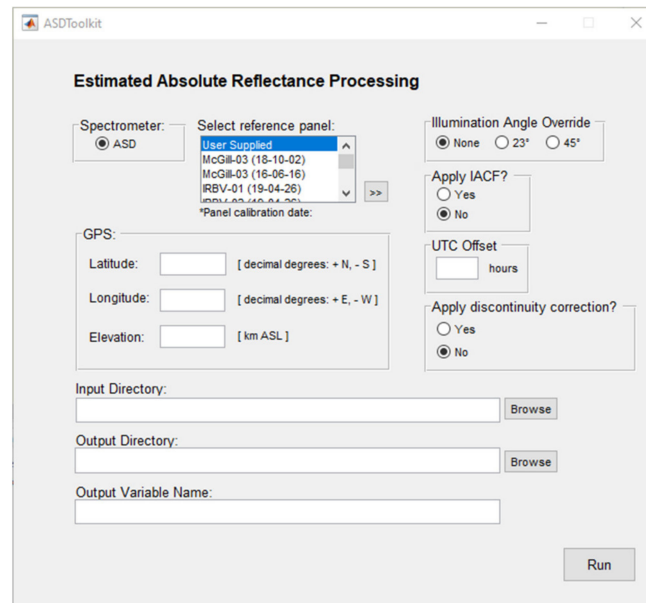 ASDToolkit
Estimated Absolute Reflectance Processing
Spectrometer:
ASD
Select reference panel:
User Supplied
McGill-03 (18-10-02)
McGill-03 (16-06-16)
IRBV-01 (19-04-26)
>>
*Panel calibration date:
Illumination Angle Override
None 23° 45°
Apply IACF?
Yes
No
GPS:
Latitude: [ decimal degrees: + N, - S ]
Longitude: [ decimal degrees: + E, - W ]
Elevation: [ km ASL ]
UTC Offset
hours
Apply discontinuity correction?
Yes
No
Input Directory:
Browse
Output Directory:
Browse
Output Variable Name:
Run